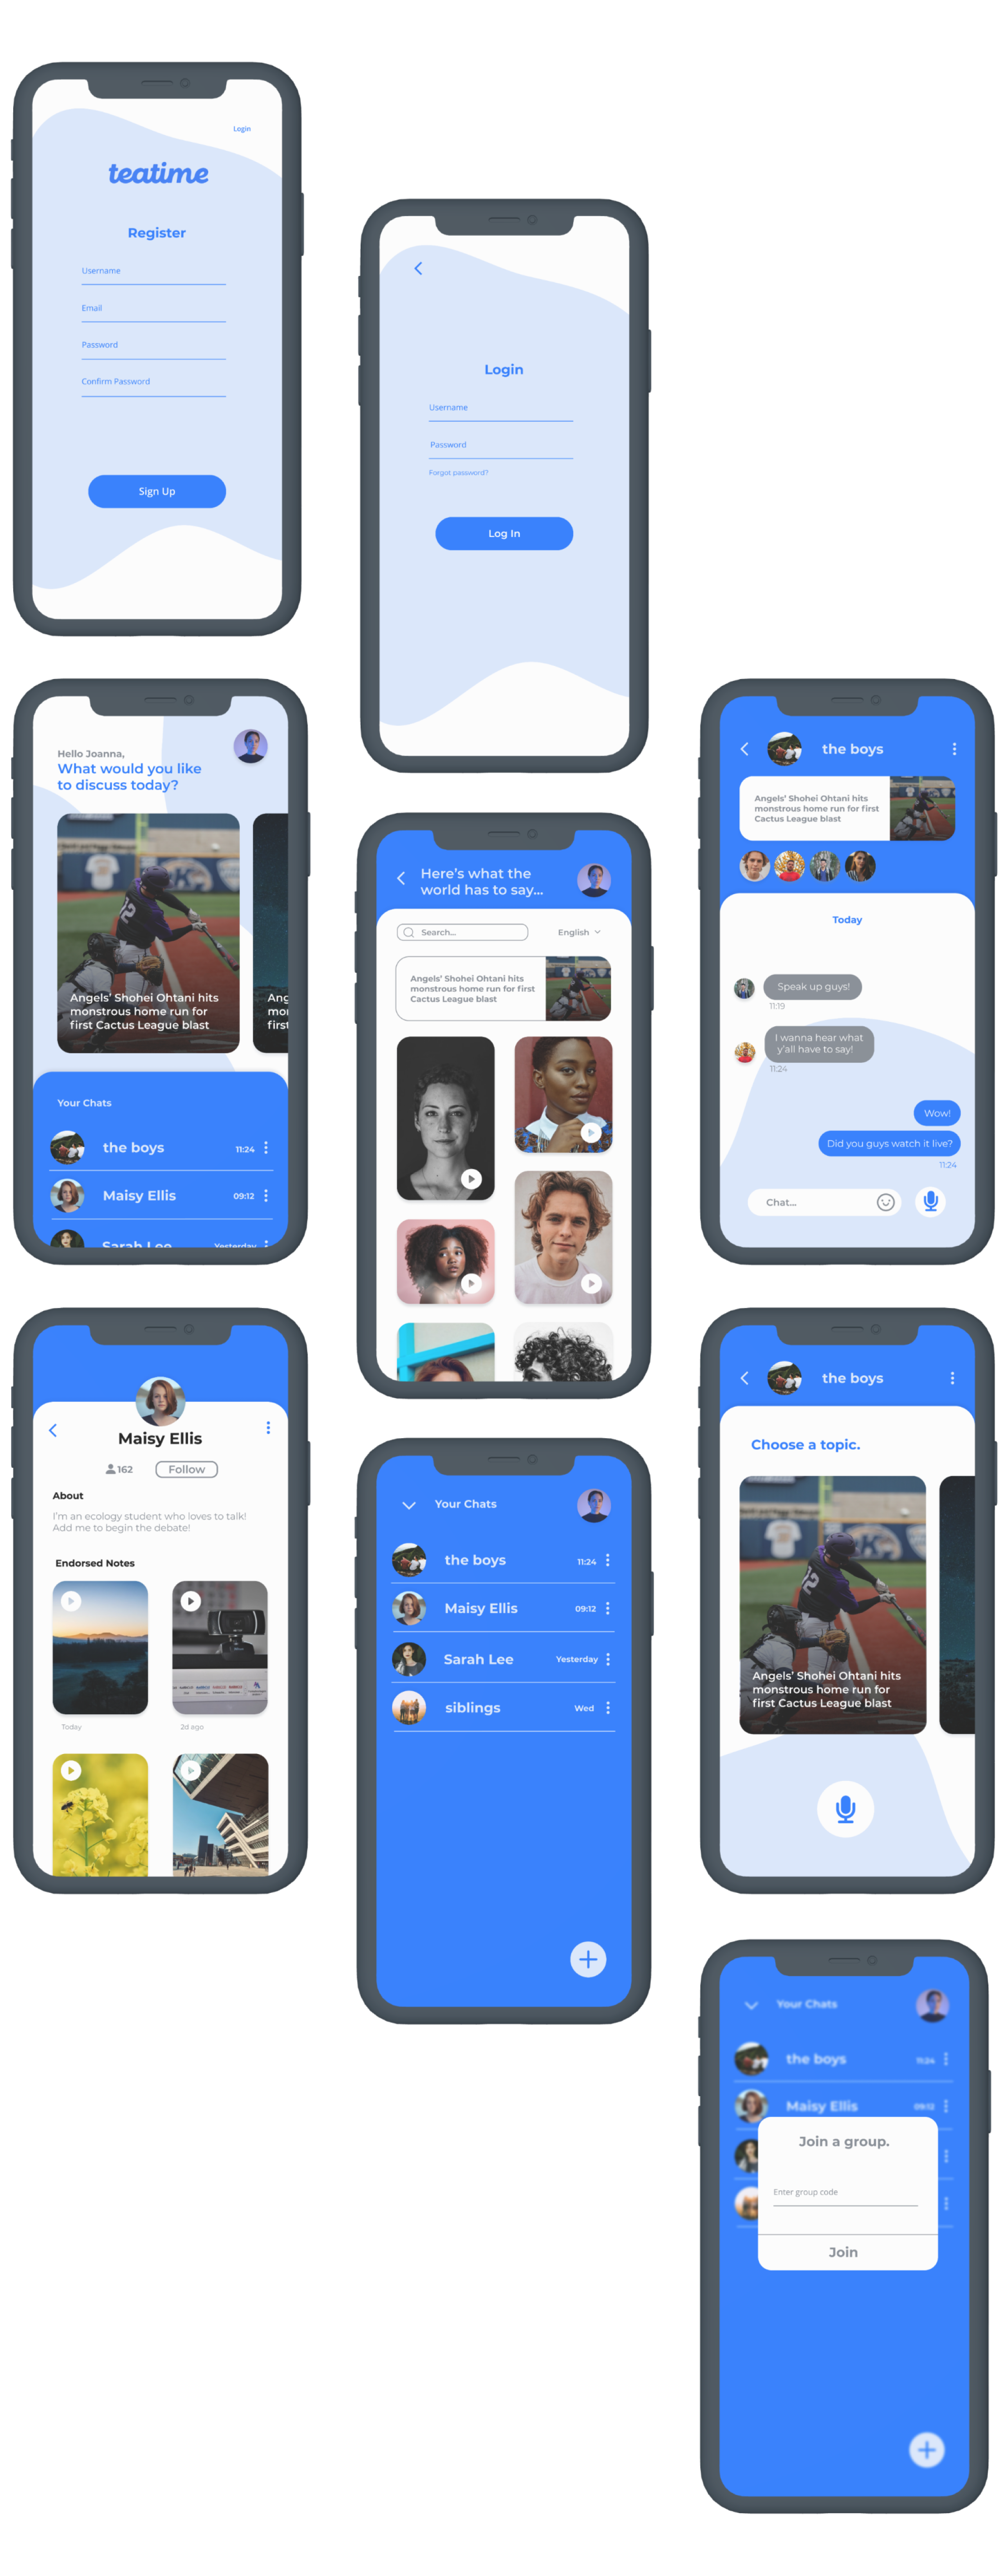 Login
teatime
Register
Username
Email
Password
Confirm Password
Sign Up
Login
Username
Password
Forgot password?
Log In
Hello Joanna,
What would you like
to discuss today?
Angels' Shohei Ohtani hits
monstrous home run for
first Cactus League blast
Ang
mon
first
Your Chats
the boys 11:24
Maisy Ellis 09:12
Sarah Lee Yesterday
Here's what the
world has to say...
Search... English
Angels' Shohei Ohtani hits
monstrous home run for first
Cactus League blast
the boys
Angels' Shohei Ohtani hits
monstrous home run for first
Cactus League blast
Today
Speak up guys!
11:19
I wanna hear what
y'all have to say!
11:24
Wow!
Did you guys watch it live?
11:24
Chat...
Maisy Ellis
162 Follow
About
I'm an ecology student who loves to talk!
Add me to begin the debate!
Endorsed Notes
Today 2d ago
Your Chats
the boys 11:24
Maisy Ellis 09:12
Sarah Lee Yesterday
siblings Wed
the boys
Choose a topic.
Angels' Shohei Ohtani hits
monstrous home run for
first Cactus League blast
Your Chats
the boys 11:24
Maisy Ellis 09:12
Join a group.
Enter group code
Join